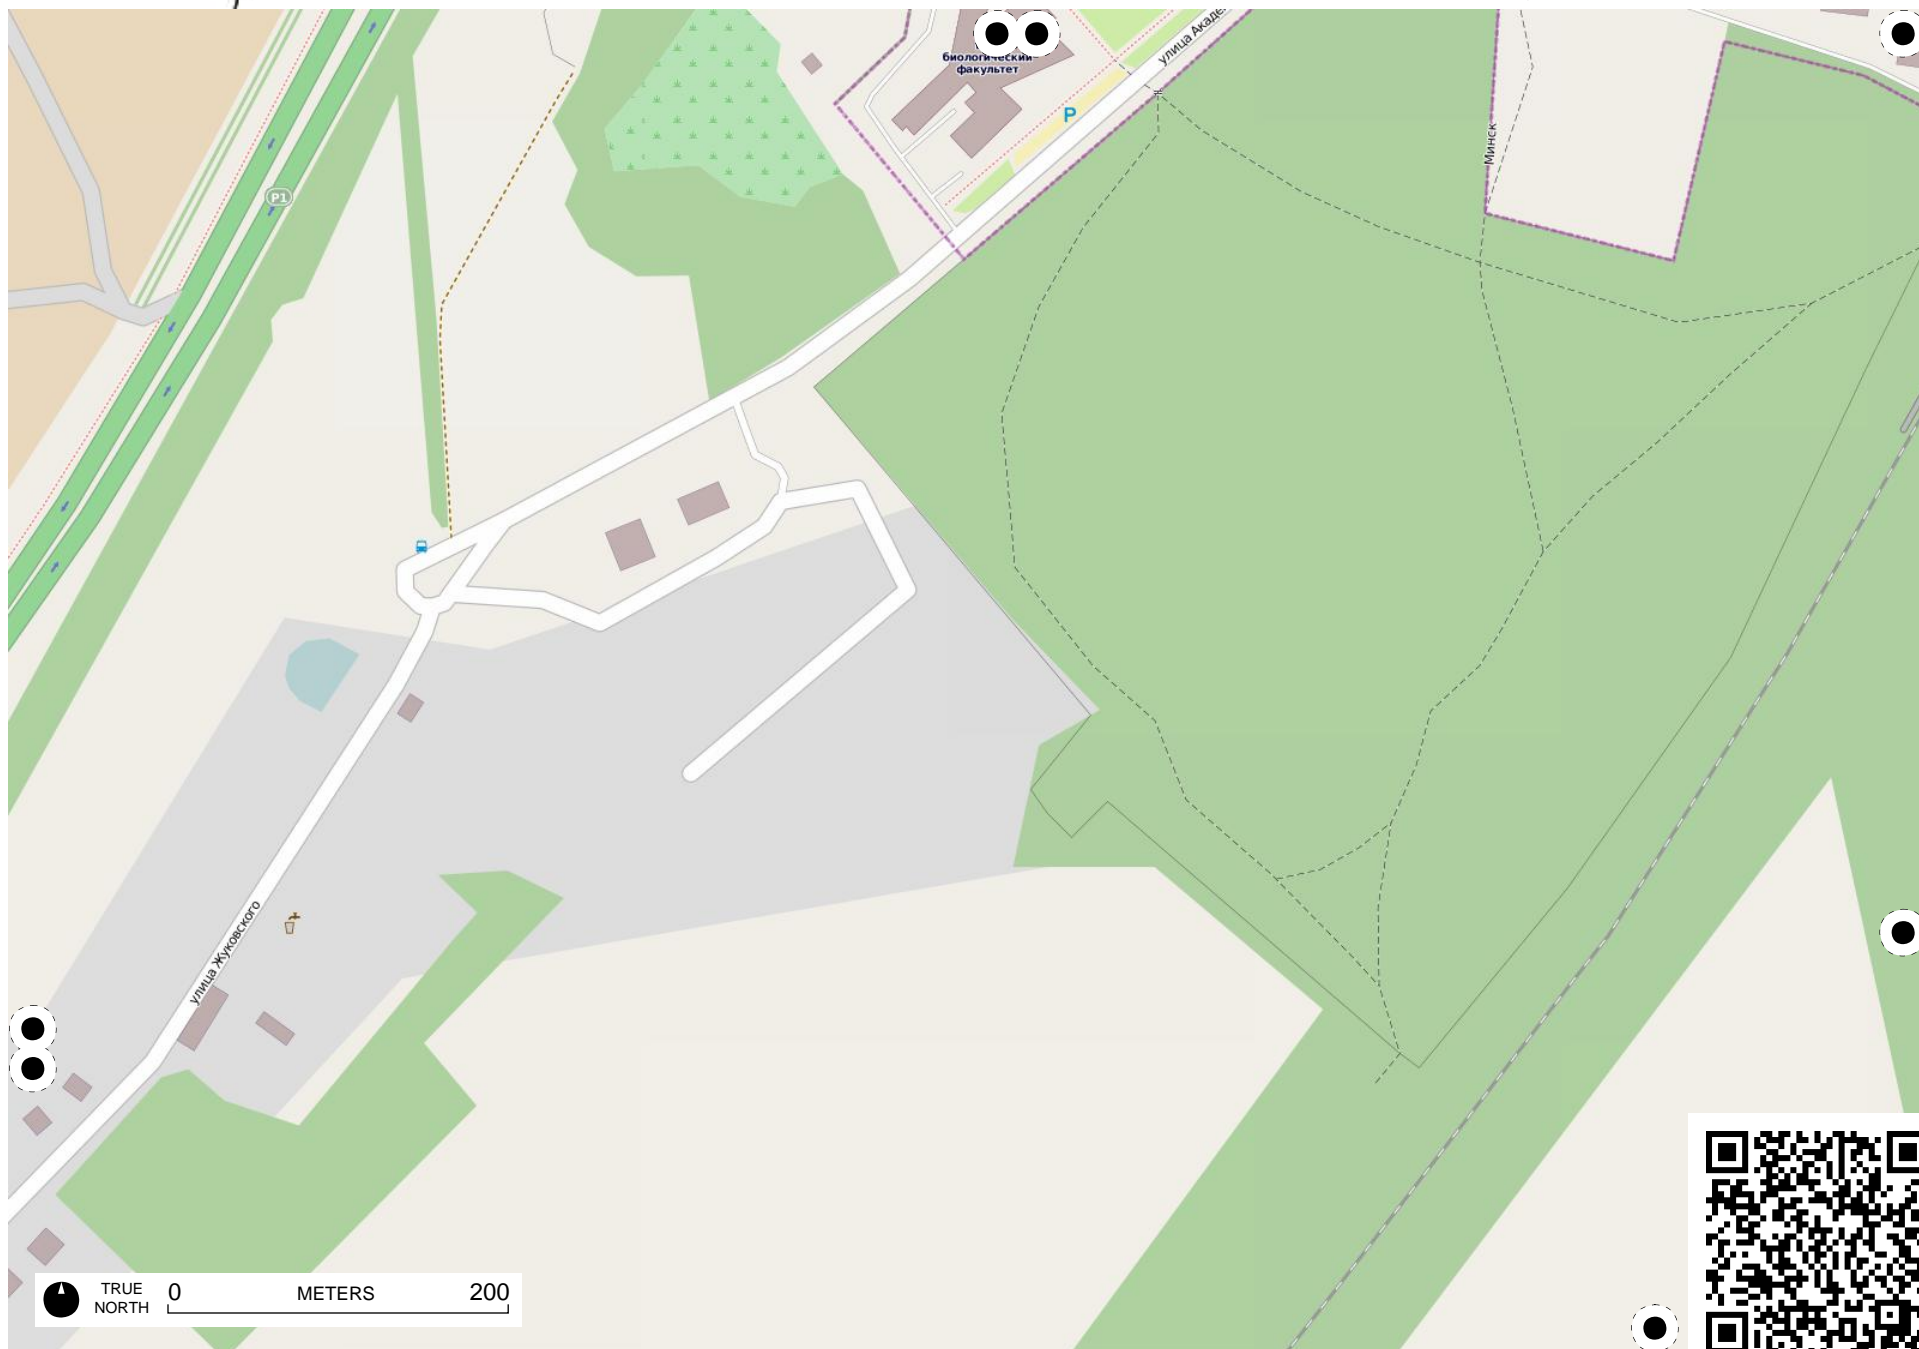 улица Акаде
биологический
факультет
P
Минск
P1
улица Жуковского
TRUE
NORTH
0 METERS 200